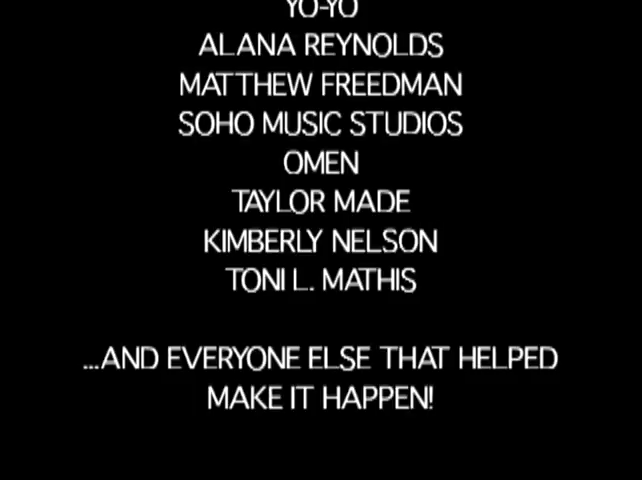 YO-YO
ALANA REYNOLDS
MATTHEW FREEDMAN
SOHO MUSIC STUDIOS
OMEN
TAYLOR MADE
KIMBERLY NELSON
TONI L. MATHIS
...AND EVERYONE ELSE THAT HELPED
MAKE IT HAPPEN!